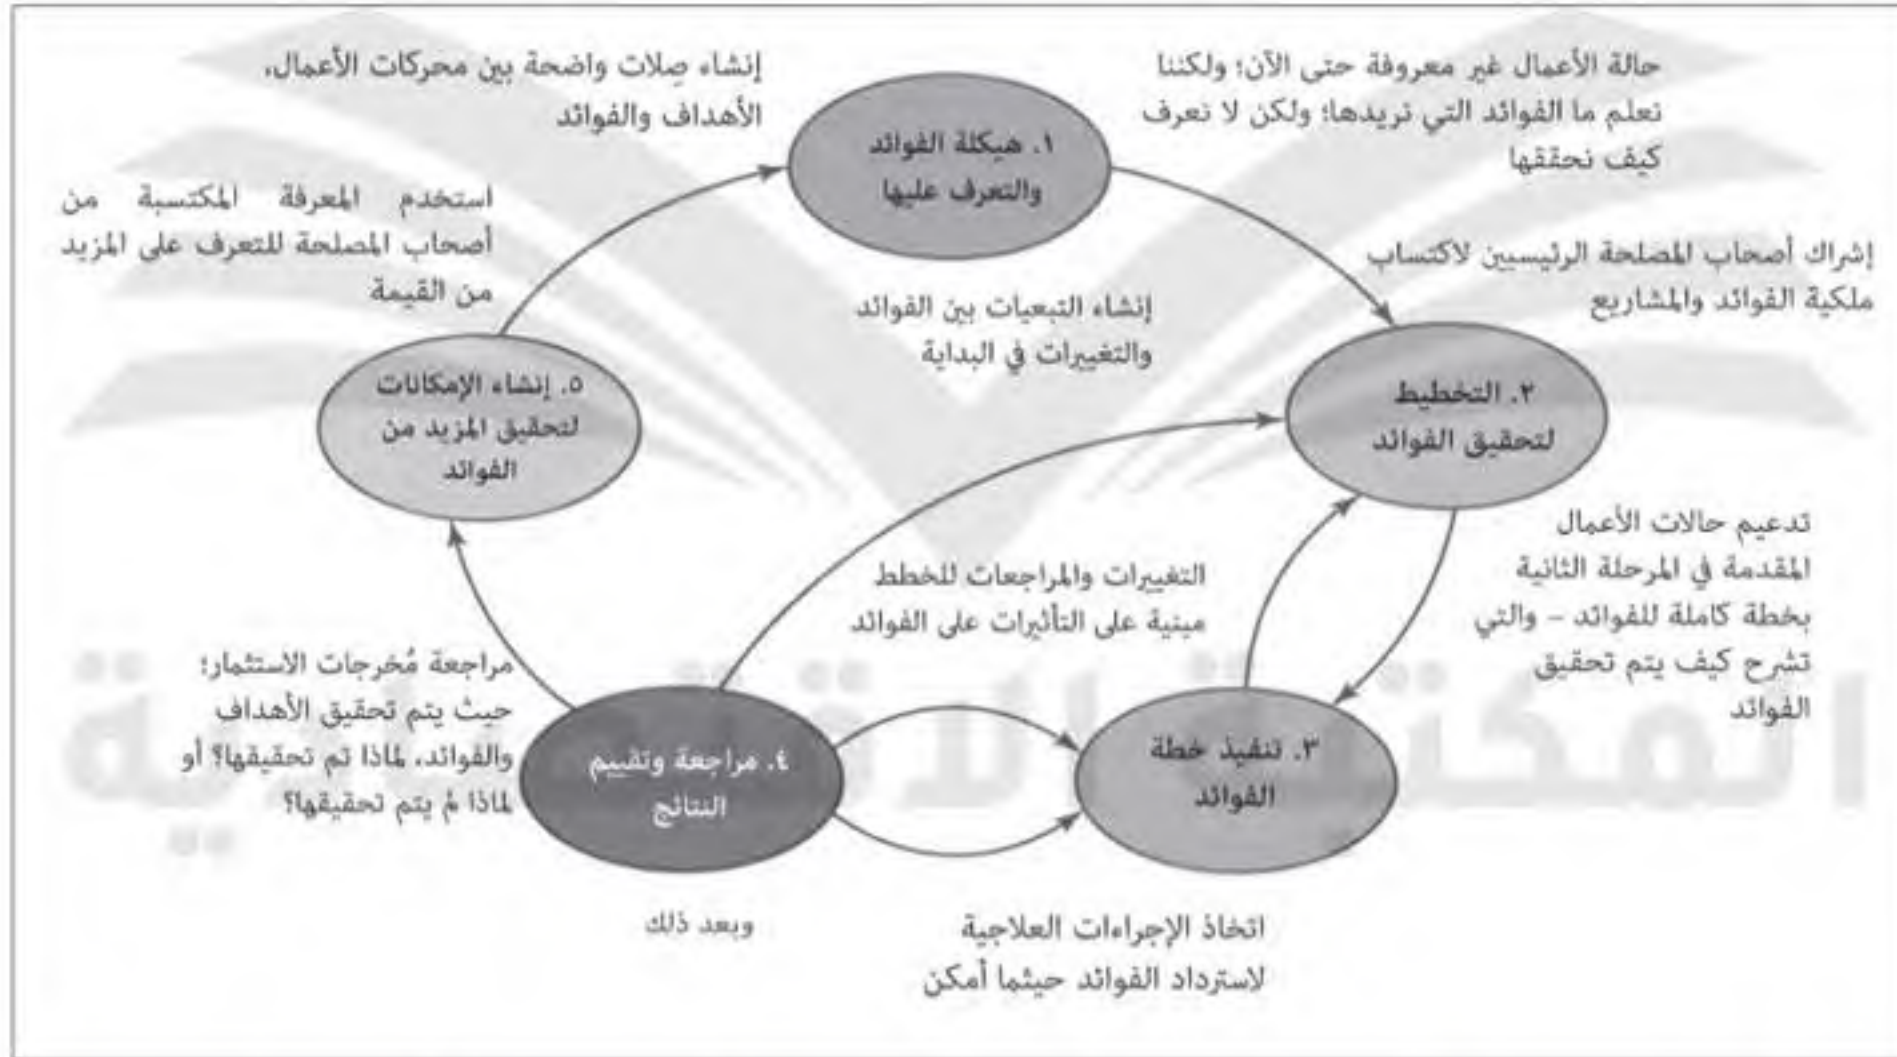 إنشاء صِلات واضحة بين محركات الأعمال،
الأهداف والفوائد
حالة الأعمال غير معروفة حتى الآن؛ ولكننا
نعلم ما الفوائد التي نريدها؛ ولكن لا نعرف
كيف نحققها
١. هيكلة الفوائد
والتعرف عليها
استخدم المعرفة المكتسبة من
أصحاب المصلحة للتعرف على المزيد
من القيمة
إشراك أصحاب المصلحة الرئيسيين لاكتساب
ملكية الفوائد والمشاريع
إنشاء التبعيات بين الفوائد
والتغييرات في البداية
٢. التخطيط
لتحقيق الفوائد
٥. إنشاء الإمكانات
لتحقيق المزيد من
الفوائد
تدعيم حالات الأعمال
المقدمة في المرحلة الثانية
بخطة كاملة للفوائد – والتي
تشرح كيف يتم تحقيق
الفوائد
التغييرات والمراجعات للخطط
مبنية على التأثيرات على الفوائد
مراجعة مُخرجات الاستثمار؛
حيث يتم تحقيق الأهداف
والفوائد، لماذا تم تحقيقها؟ أو
لماذا لم يتم تحقيقها؟
٤. مراجعة وتقييم
النتائج
٣. تنفيذ خطة
الفوائد
وبعد ذلك
اتخاذ الإجراءات العلاجية
لاسترداد الفوائد حيثما أمكن